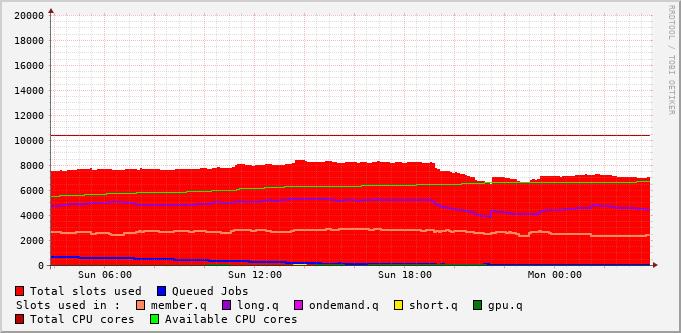 20000
18000
16000
14000
12000
10000
8000
6000
4000
2000
0
Sun 06:00 Sun 12:00 Sun 18:00 Mon 00:00
Total slots used Queued Jobs
Slots used in : member.q long.q ondemand.q short.q gpu.q
Total CPU cores Available CPU cores
RRDTOOL / TOBI OETIKER